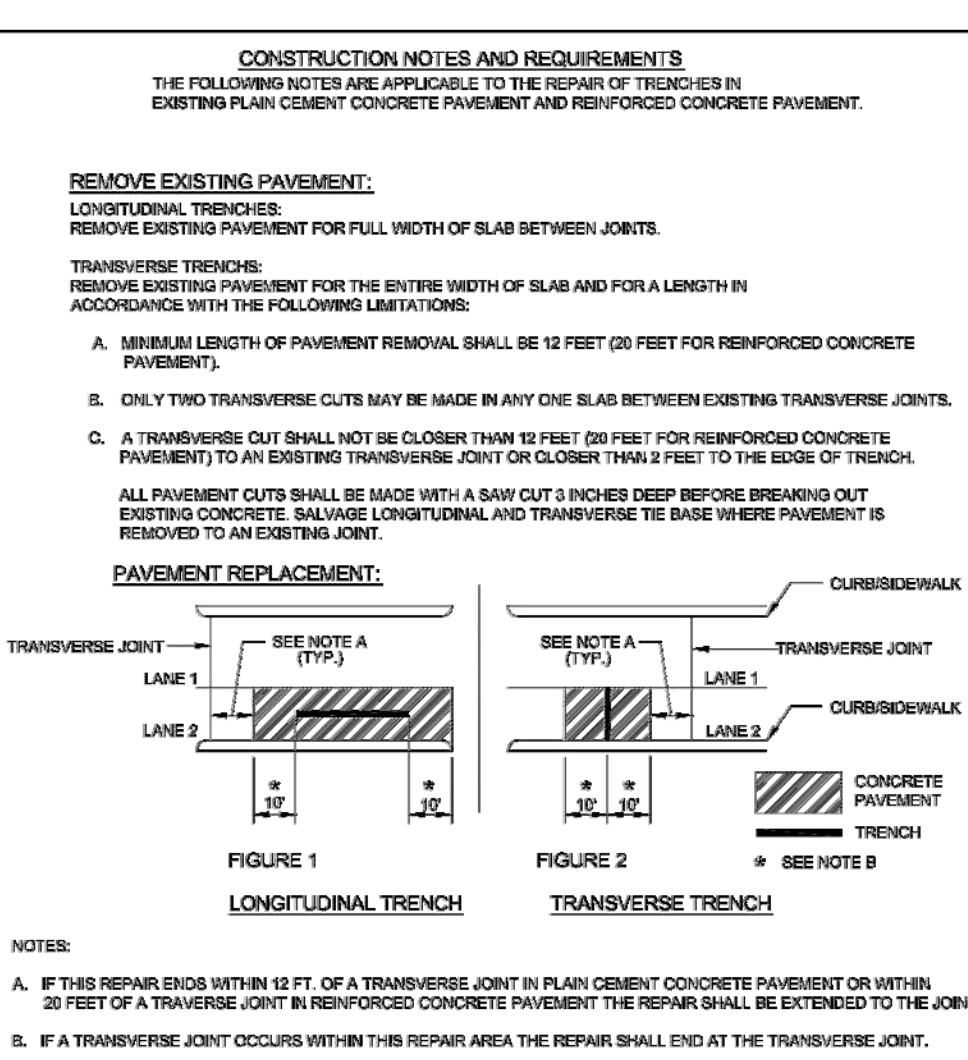 CONSTRUCTION NOTES AND REQUIREMENTS
THE FOLLOWING NOTES ARE APPLICABLE TO THE REPAIR OF TRENCHES IN
EXISTING PLAIN CEMENT CONCRETE PAVEMENT AND REINFORCED CONCRETE PAVEMENT.
REMOVE EXISTING PAVEMENT:
LONGITUDINAL TRENCHES:
REMOVE EXISTING PAVEMENT FOR FULL WIDTH OF SLAB BETWEEN JOINTS.
TRANSVERSE TRENCHS:
REMOVE EXISTING PAVEMENT FOR THE ENTIRE WIDTH OF SLAB AND FOR A LENGTH IN
ACCORDANCE WITH THE FOLLOWING LIMITATIONS:
A. MINIMUM LENGTH OF PAVEMENT REMOVAL SHALL BE 12 FEET (20 FEET FOR REINFORCED CONCRETE
PAVEMENT).
B. ONLY TWO TRANSVERSE CUTS MAY BE MADE IN ANY ONE SLAB BETWEEN EXISTING TRANSVERSE JOINTS.
C. A TRANSVERSE CUT SHALL NOT BE CLOSER THAN 12 FEET (20 FEET FOR REINFORCED CONCRETE
PAVEMENT) TO AN EXISTING TRANSVERSE JOINT OR CLOSER THAN 2 FEET TO THE EDGE OF TRENCH.
ALL PAVEMENT CUTS SHALL BE MADE WITH A SAW CUT 3 INCHES DEEP BEFORE BREAKING OUT
EXISTING CONCRETE. SALVAGE LONGITUDINAL AND TRANSVERSE TIE BASE WHERE PAVEMENT IS
REMOVED TO AN EXISTING JOINT.
PAVEMENT REPLACEMENT:
TRANSVERSE JOINT
SEE NOTE A
(TYP.)
LANE 1
LANE 2
* 10'
* 10'
FIGURE 1
LONGITUDINAL TRENCH
CURB/SIDEWALK
SEE NOTE A
(TYP.)
TRANSVERSE JOINT
LANE 1
CURB/SIDEWALK
LANE 2
* 10'
* 10'
FIGURE 2
TRANSVERSE TRENCH
CONCRETE
PAVEMENT
TRENCH
* SEE NOTE B
NOTES:
A. IF THIS REPAIR ENDS WITHIN 12 FT. OF A TRANSVERSE JOINT IN PLAIN CEMENT CONCRETE PAVEMENT OR WITHIN
20 FEET OF A TRAVERSE JOINT IN REINFORCED CONCRETE PAVEMENT THE REPAIR SHALL BE EXTENDED TO THE JOIN
B. IF A TRANSVERSE JOINT OCCURS WITHIN THIS REPAIR AREA THE REPAIR SHALL END AT THE TRANSVERSE JOINT.